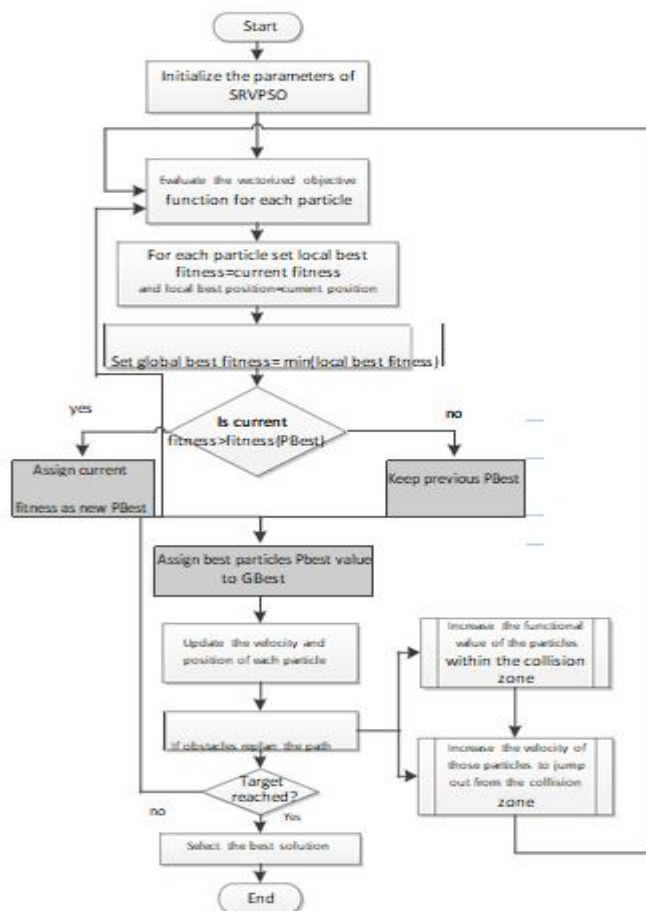 Start
Initialize the parameters of
SRVPSO
Evaluate the vectorized objective
function for each particle
For each particle set local best
fitness=current fitness
and local best position=current position
Set global best fitness= min(local best fitness)
yes
no
Is current
fitness>fitness(PBest)
Assign current
fitness as new PBest
Keep previous PBest
Assign best particles Pbest value
to GBest
Update the velocity and
position of each particle
Increase the functional
value of the particles
within the collision
zone
If obstacles replan the path
Increase the velocity of
those particles to jump
out from the colllision
zone
Target
reached?
no
Yes
Select the best solution
End